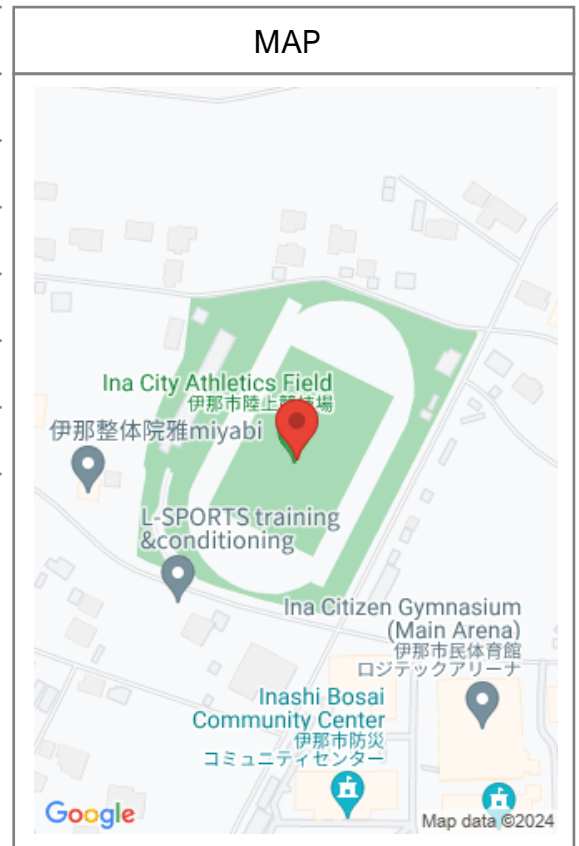 MAP
Ina City Athletics Field
伊那市陸上競技場
伊那整体院雅miyabi
L-SPORTS training
&conditioning
Ina Citizen Gymnasium
(Main Arena)
伊那市民体育館
ロジテックアリーナ
Inashi Bosai
Community Center
伊那市防災
コミュニティセンター
Google
Map data ©2024